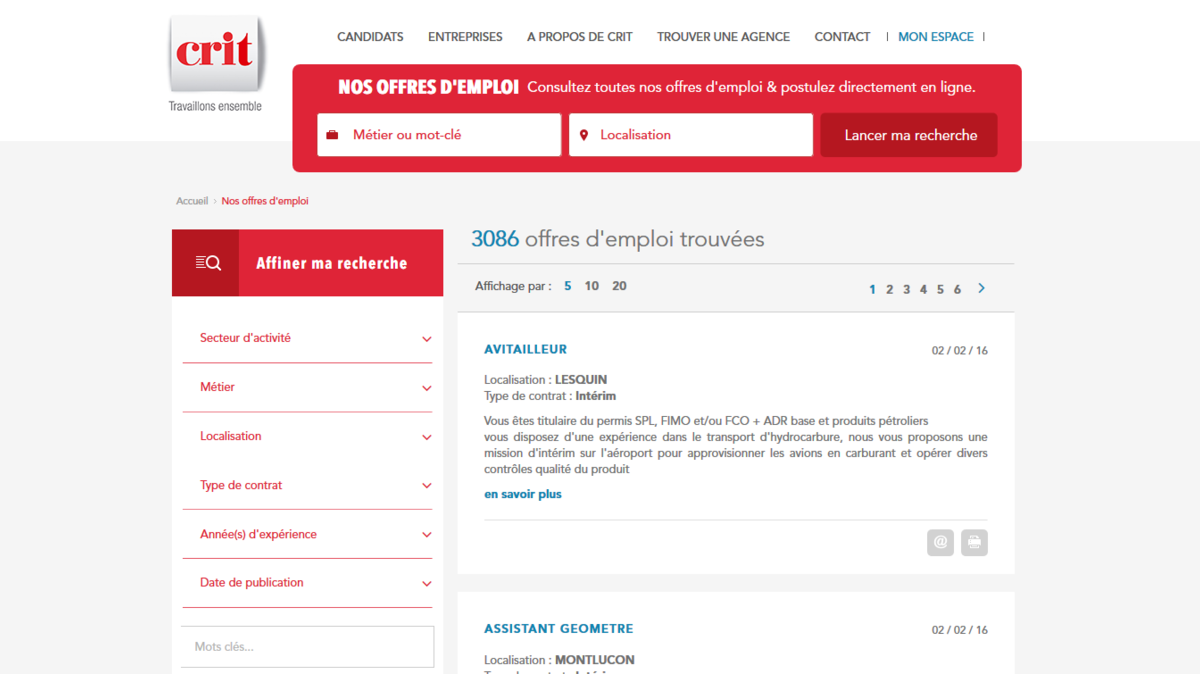 crit
Travaillons ensemble
CANDIDATS ENTREPRISES A PROPOS DE CRIT TROUVER UNE AGENCE CONTACT | MON ESPACE |
NOS OFFRES D'EMPLOI Consultez toutes nos offres d'emploi & postulez directement en ligne.
Métier ou mot-clé Localisation Lancer ma recherche
Accueil › Nos offres d'emploi
Affiner ma recherche
Secteur d'activité
Métier
Localisation
Type de contrat
Année(s) d'expérience
Date de publication
Mots clés...
3086 offres d'emploi trouvées
Affichage par : 5 10 20 1 2 3 4 5 6 >
AVITAILLEUR 02 / 02 / 16
Localisation : LESQUIN
Type de contrat : Intérim
Vous êtes titulaire du permis SPL, FIMO et/ou FCO + ADR base et produits pétroliers
vous disposez d'une expérience dans le transport d'hydrocarbure, nous vous proposons une
mission d'intérim sur l'aéroport pour approvisionner les avions en carburant et opérer divers
contrôles qualité du produit
en savoir plus
@
ASSISTANT GEOMETRE 02 / 02 / 16
Localisation : MONTLUCON